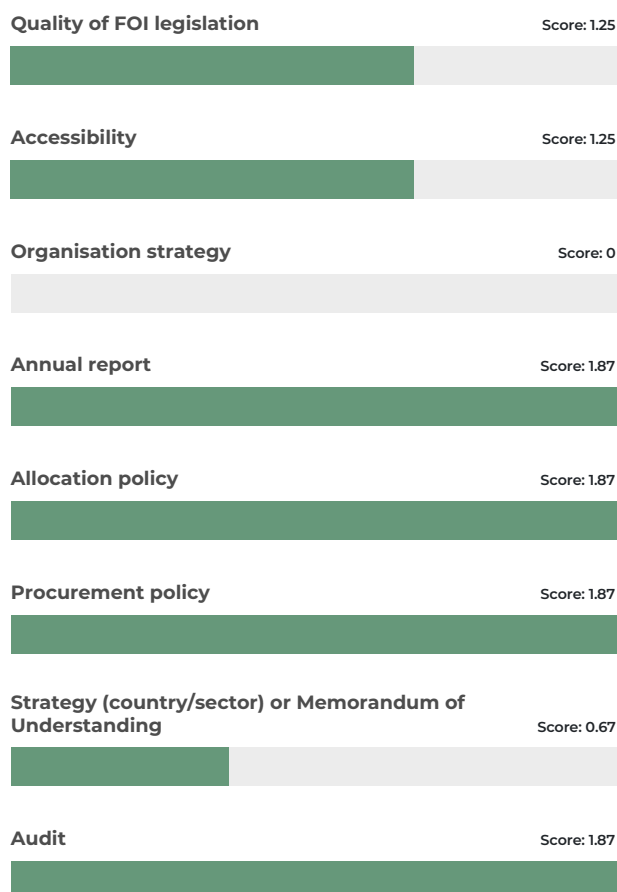 Quality of FOI legislation Score: 1.25
Accessibility Score: 1.25
Organisation strategy Score: 0
Annual report Score: 1.87
Allocation policy Score: 1.87
Procurement policy Score: 1.87
Strategy (country/sector) or Memorandum of
Understanding Score: 0.67
Audit Score: 1.87